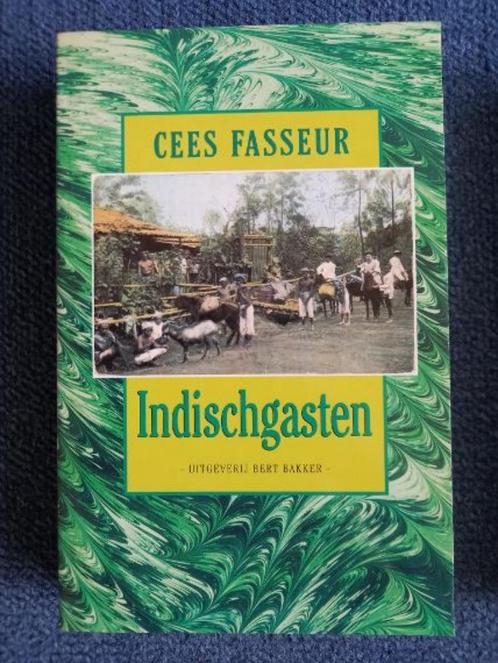 CEES FASSEUR
Indischgasten
- UITGEVERIJ BERT BAKKER -